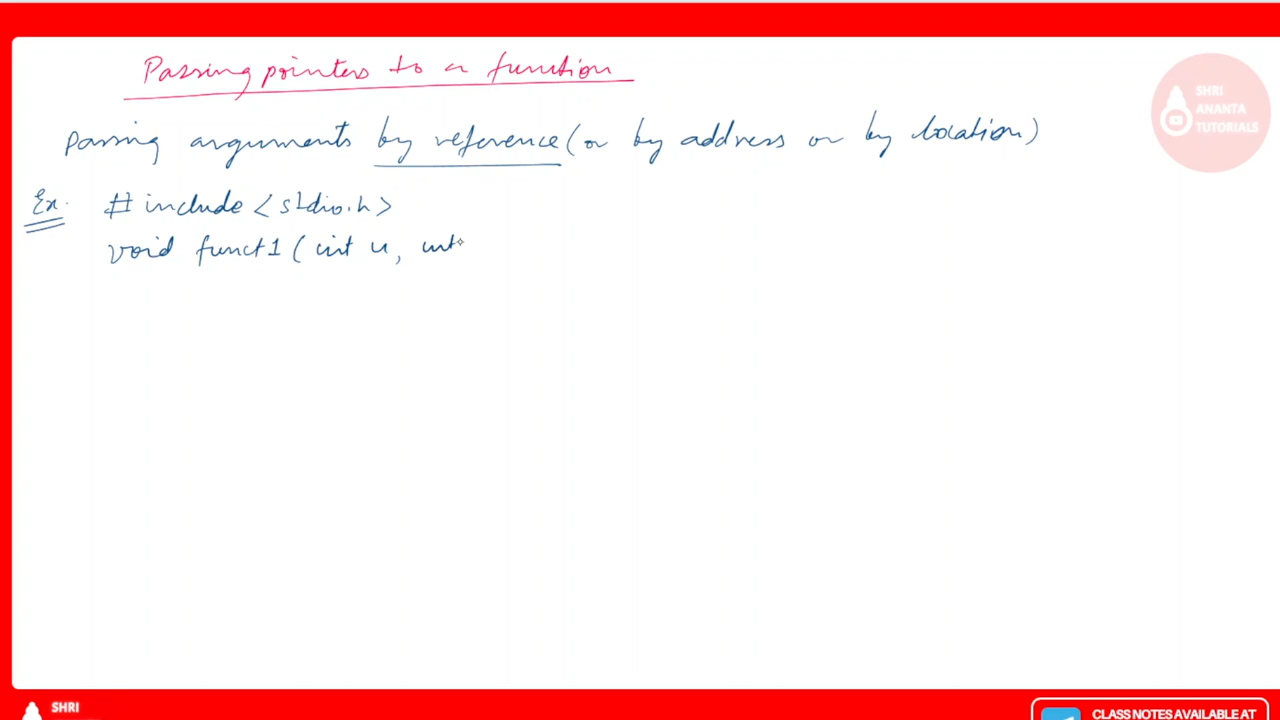 Passing pointers to a function
SHRI
ANANTA
TUTORIALS
passing arguments by reference (or by address or by location)
Ex. # include <stdio.h>
void funct1 ( int u, int
SHRI
CLASS NOTES AVAILABLE AT